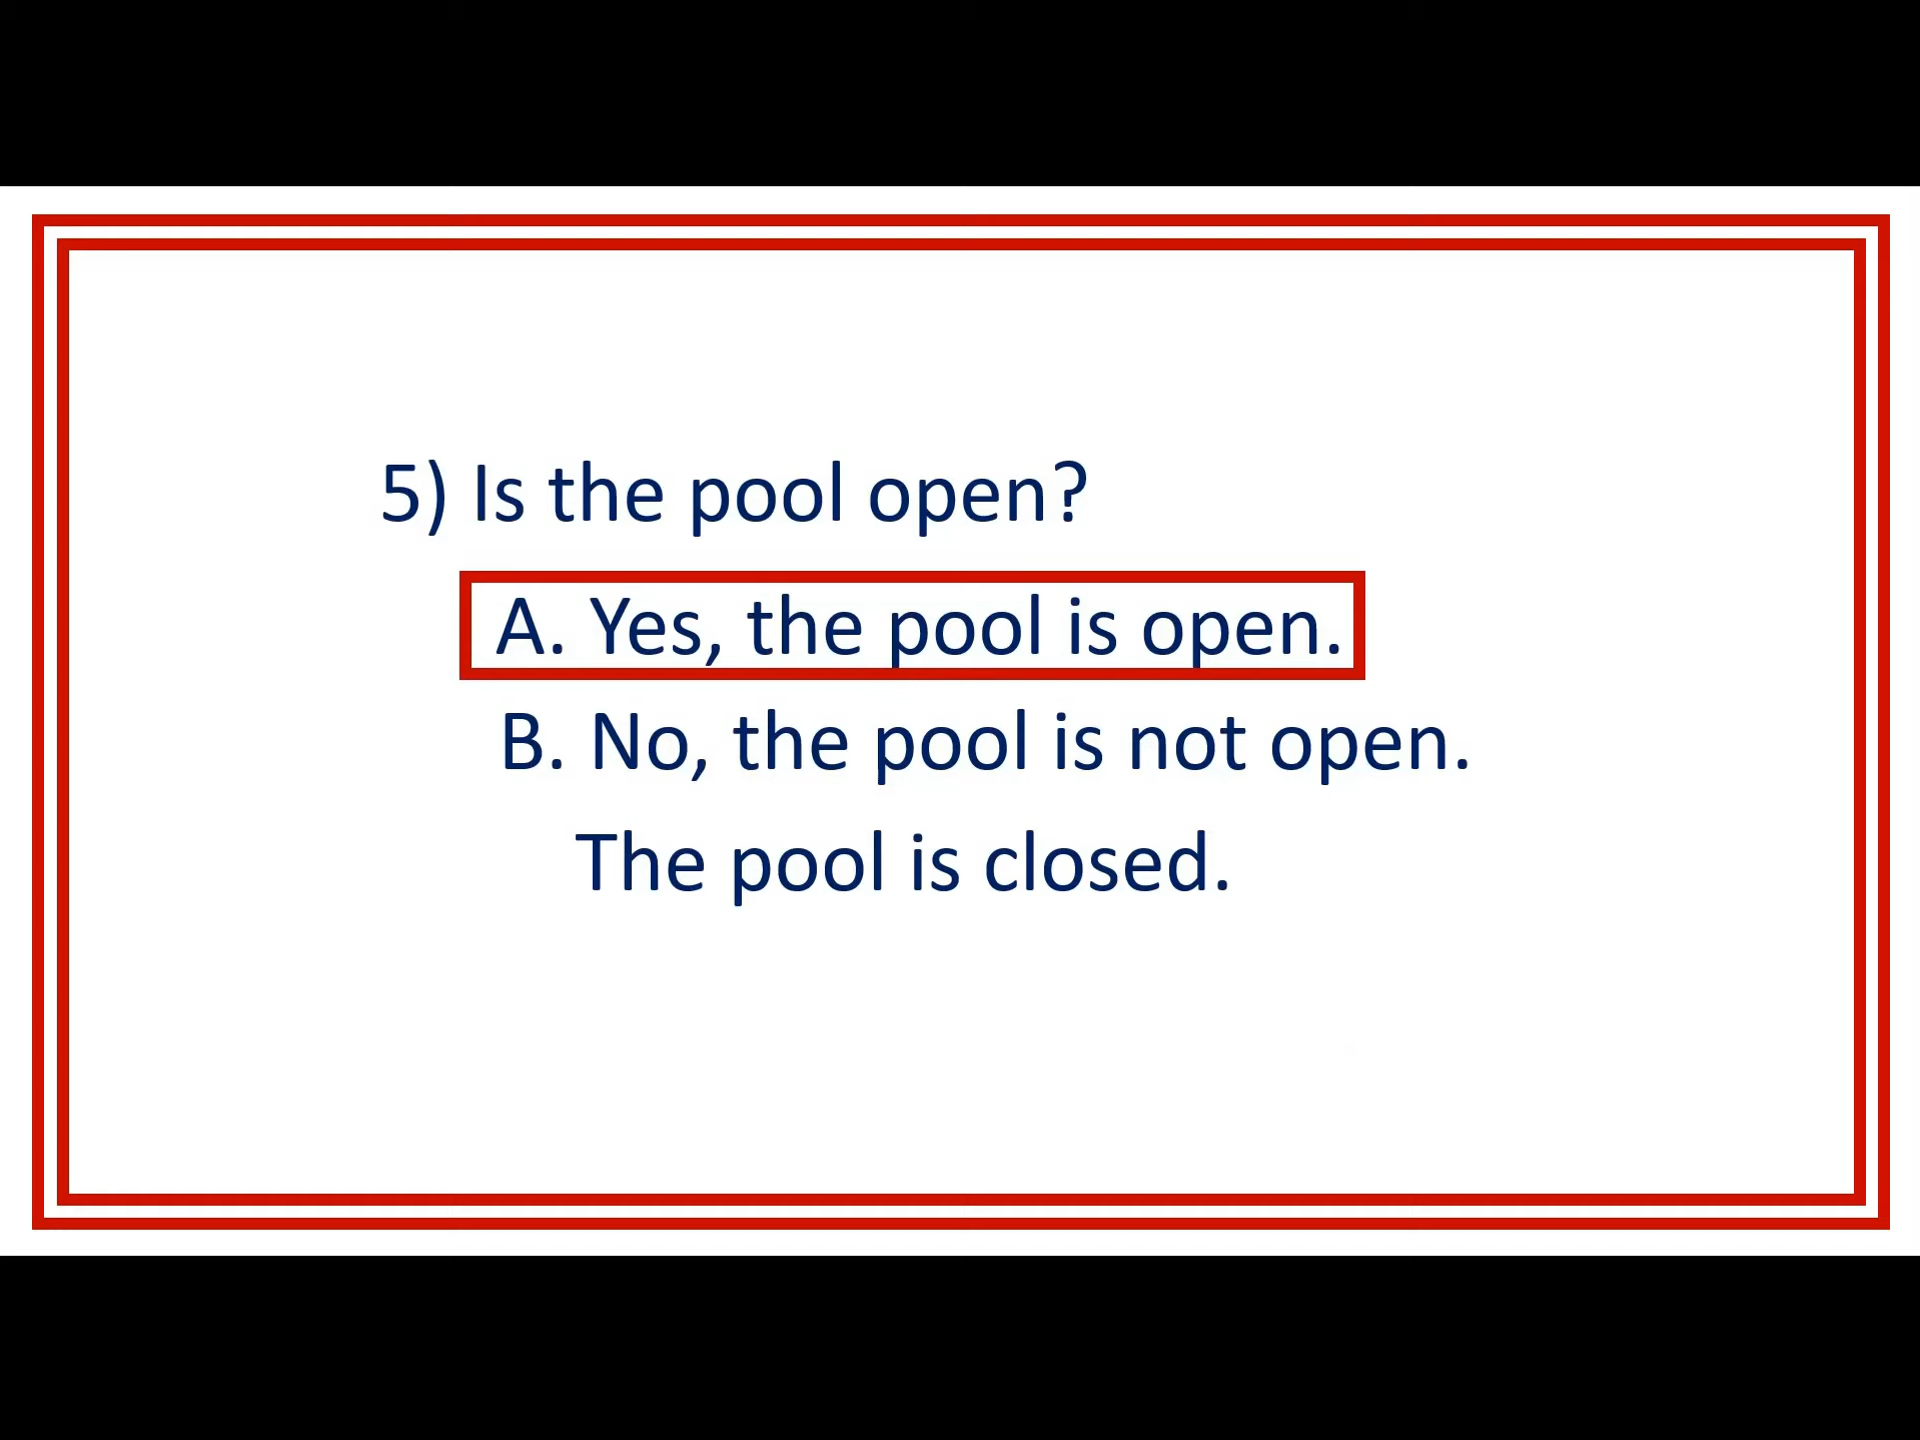 5) Is the pool open?
A. Yes, the pool is open.
B. No, the pool is not open.
The pool is closed.